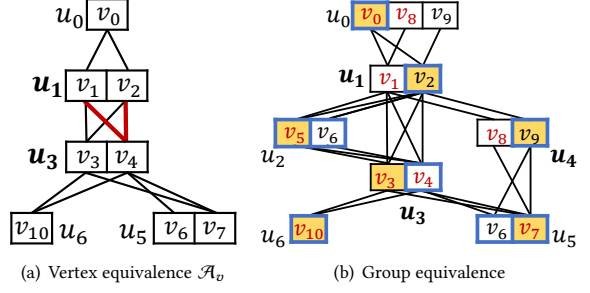 u₀ v₀
u₁ v₁ v₂
u₃ v₃ v₄
v₁₀ u₆ u₅ v₆ v₇
(a) Vertex equivalence 𝒜ᵥ
u₀ v₀ v₈ v₉
u₁ v₁ v₂
v₅ v₆ v₈ v₉
u₂ u₄
v₃ v₄
u₃
u₆ v₁₀ v₆ v₇ u₅
(b) Group equivalence